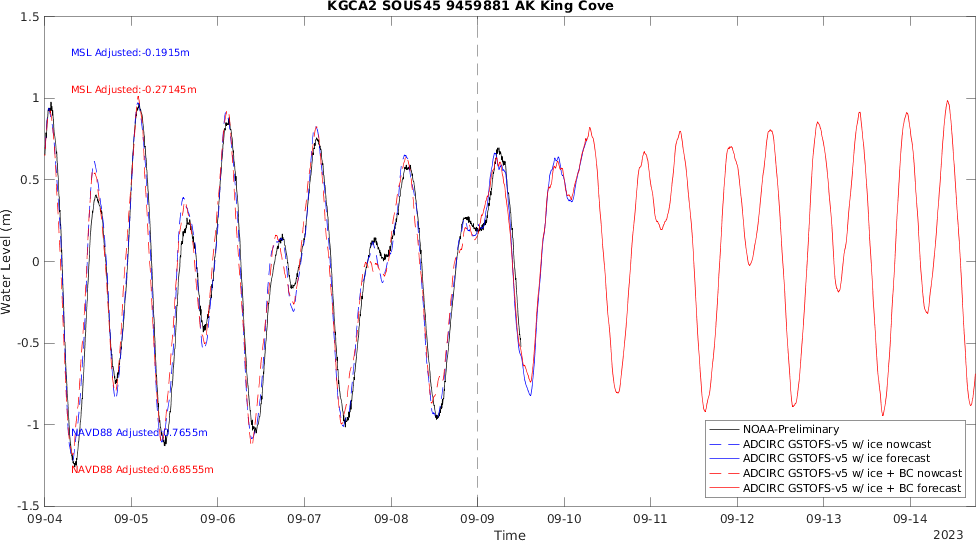 KGCA2 SOUS45 9459881 AK King Cove
1.5
MSL Adjusted:-0.1915m
MSL Adjusted:-0.27145m
1
0.5
Water Level (m)
0
-0.5
-1
NAVD88 Adjusted:0.7655m
NAVD88 Adjusted:0.68555m
-1.5
NOAA-Preliminary
ADCIRC GSTOFS-v5 w/ ice nowcast
ADCIRC GSTOFS-v5 w/ ice forecast
ADCIRC GSTOFS-v5 w/ ice + BC nowcast
ADCIRC GSTOFS-v5 w/ ice + BC forecast
09-04 09-05 09-06 09-07 09-08 09-09 09-10 09-11 09-12 09-13 09-14
Time
2023